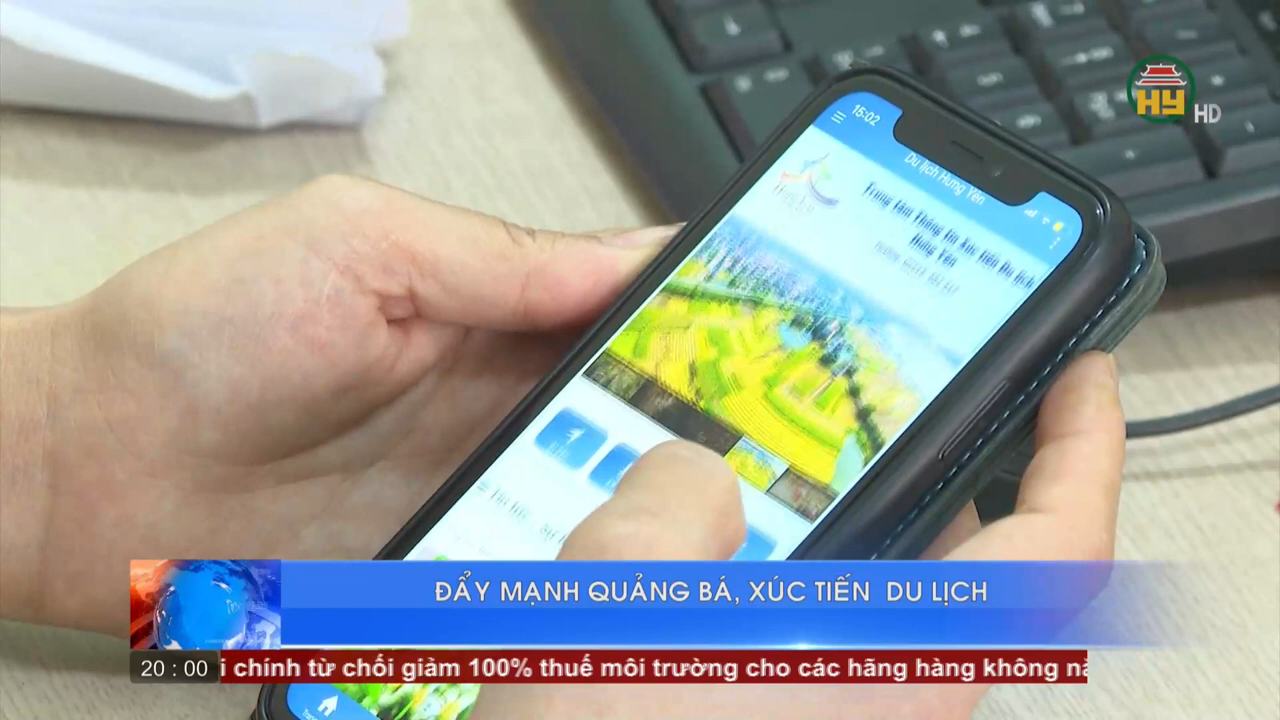 HY HD
15:02
Du lịch Hưng Yên
Trung tâm Thông tin Xúc tiến Du lịch
Hưng Yên
ĐẨY MẠNH QUẢNG BÁ, XÚC TIẾN DU LỊCH
20 : 00 i chính từ chối giảm 100% thuế môi trường cho các hãng hàng không nà